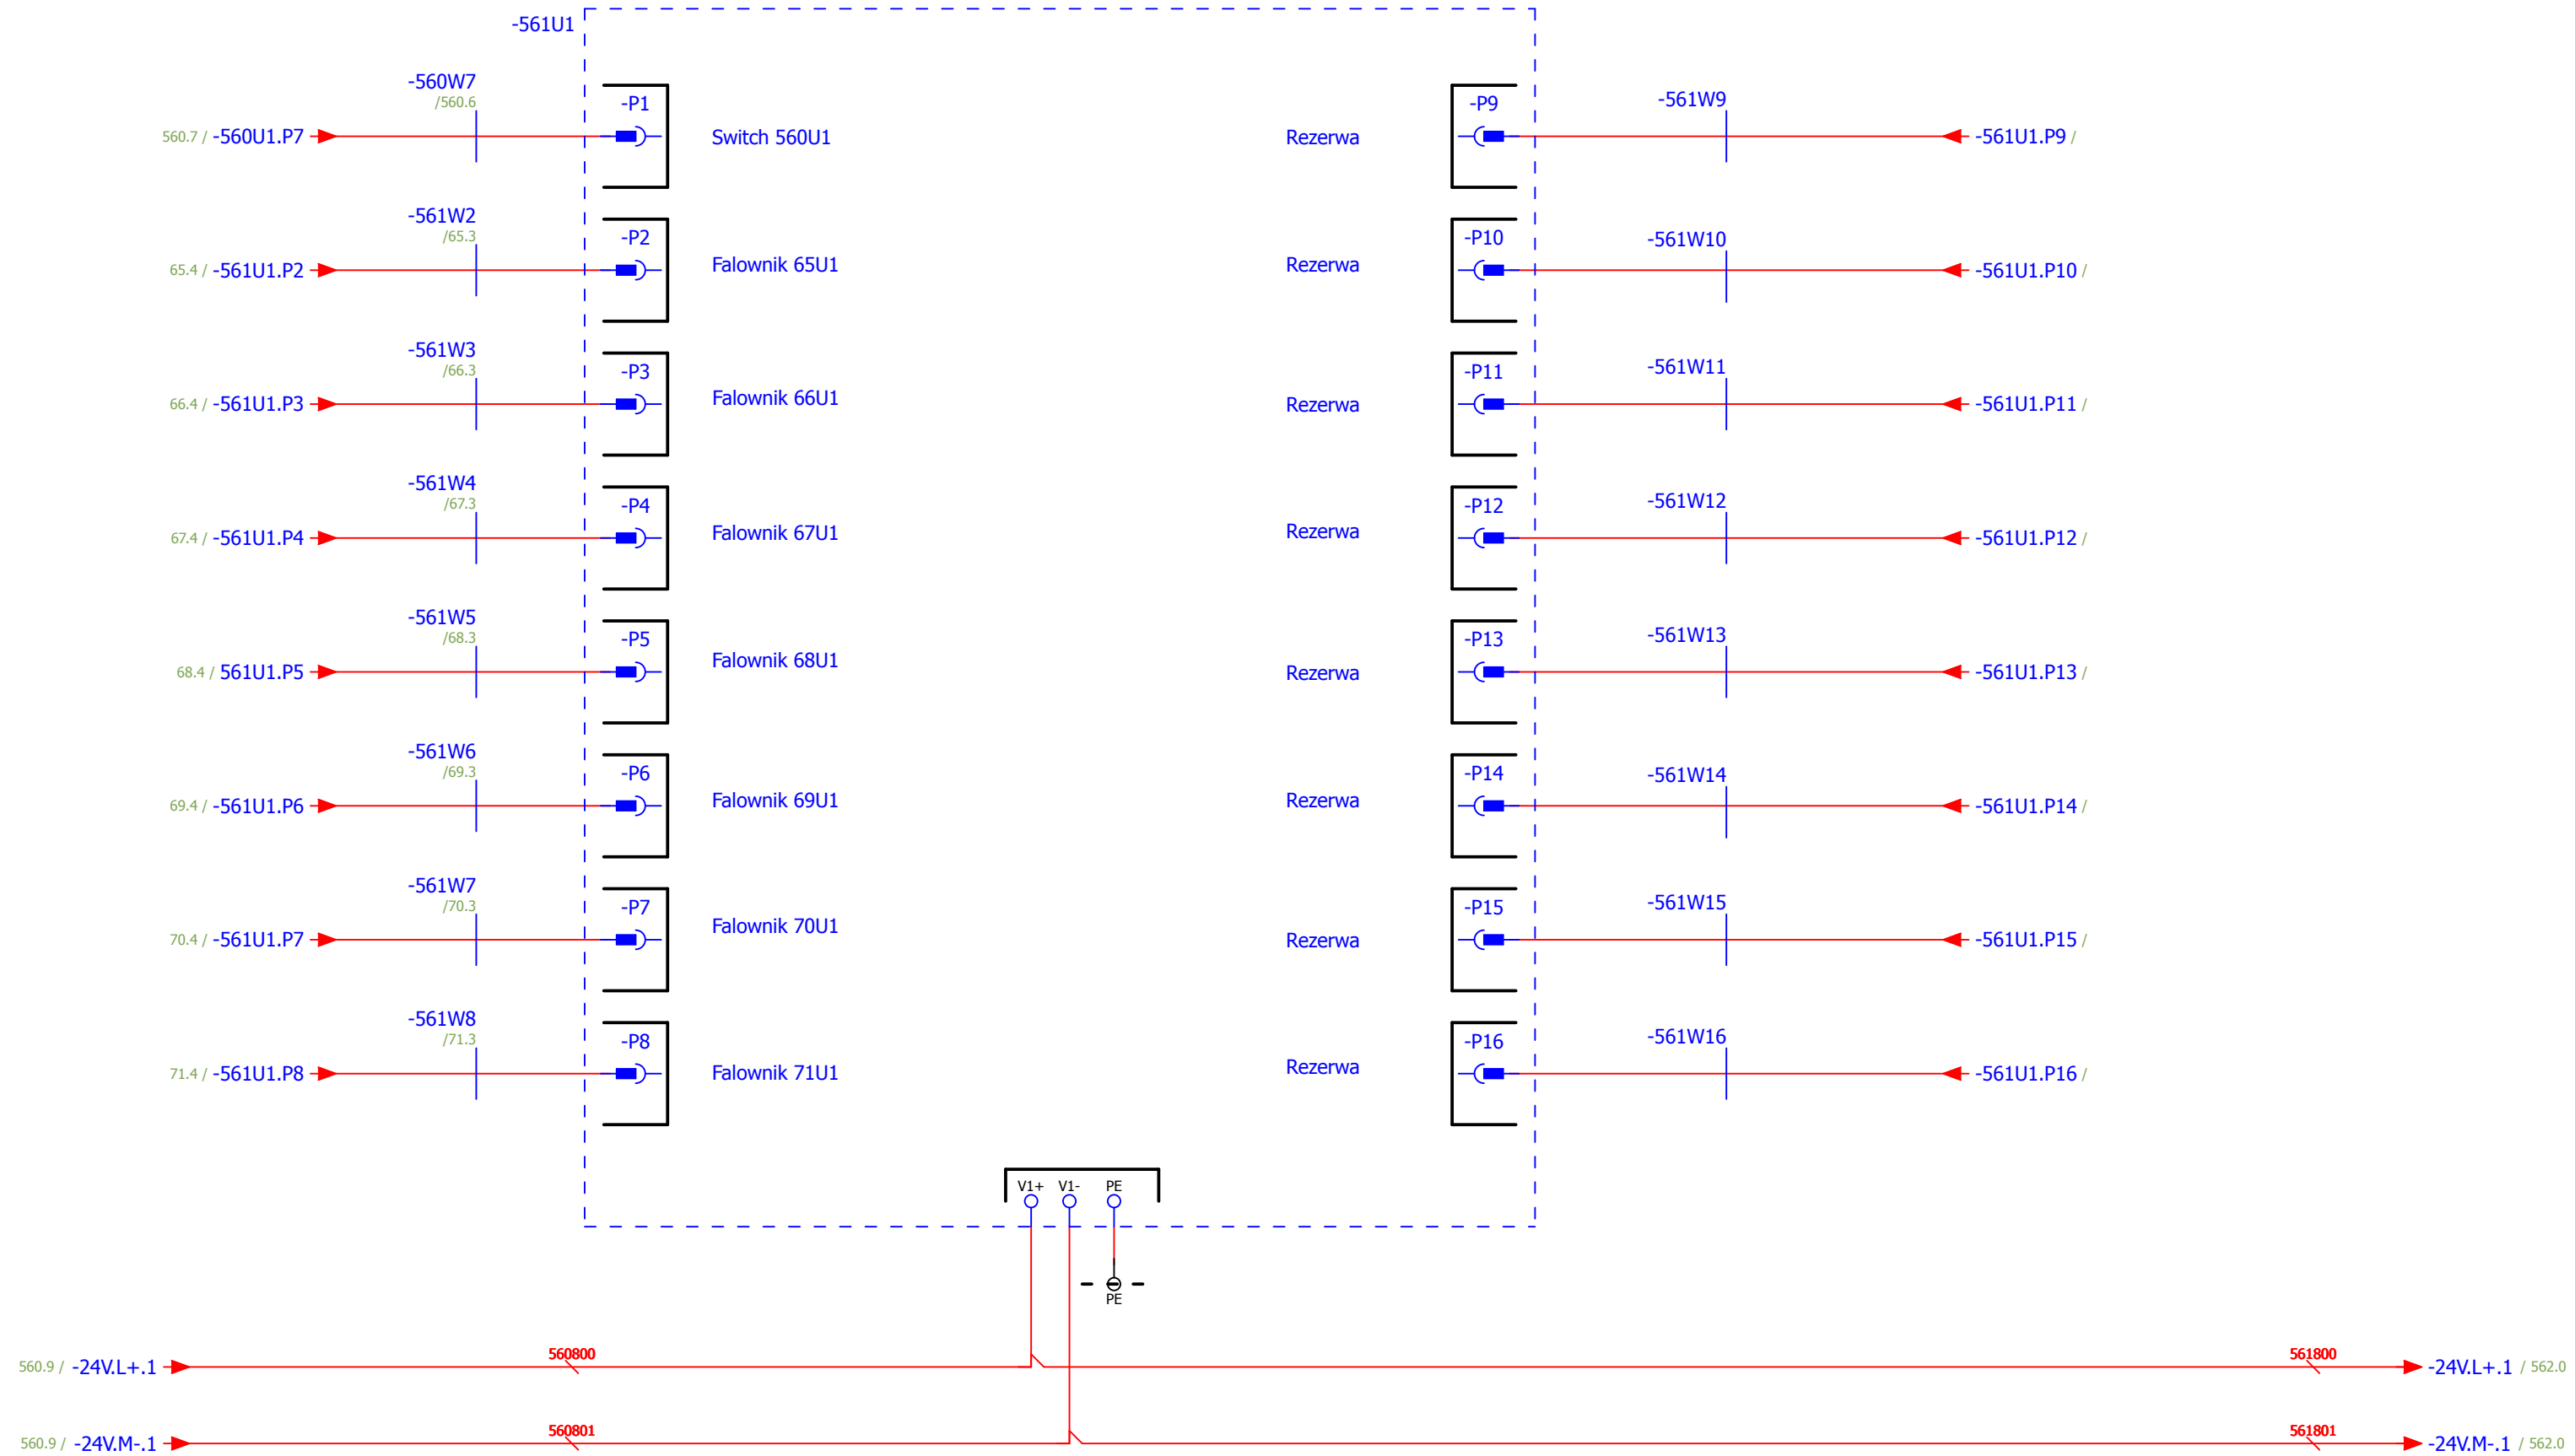 -561U1
-560W7
/560.6
560.7 / -560U1.P7
-P1
Switch 560U1
Rezerwa
-P9
-561W9
-561U1.P9 /
-561W2
/65.3
65.4 / -561U1.P2
-P2
Falownik 65U1
Rezerwa
-P10
-561W10
-561U1.P10 /
-561W3
/66.3
66.4 / -561U1.P3
-P3
Falownik 66U1
Rezerwa
-P11
-561W11
-561U1.P11 /
-561W4
/67.3
67.4 / -561U1.P4
-P4
Falownik 67U1
Rezerwa
-P12
-561W12
-561U1.P12 /
-561W5
/68.3
68.4 / 561U1.P5
-P5
Falownik 68U1
Rezerwa
-P13
-561W13
-561U1.P13 /
-561W6
/69.3
69.4 / -561U1.P6
-P6
Falownik 69U1
Rezerwa
-P14
-561W14
-561U1.P14 /
-561W7
/70.3
70.4 / -561U1.P7
-P7
Falownik 70U1
Rezerwa
-P15
-561W15
-561U1.P15 /
-561W8
/71.3
71.4 / -561U1.P8
-P8
Falownik 71U1
Rezerwa
-P16
-561W16
-561U1.P16 /
V1+ V1- PE
PE
560.9 / -24V.L+.1
560800
561800
-24V.L+.1 / 562.0
560.9 / -24V.M-.1
560801
561801
-24V.M-.1 / 562.0